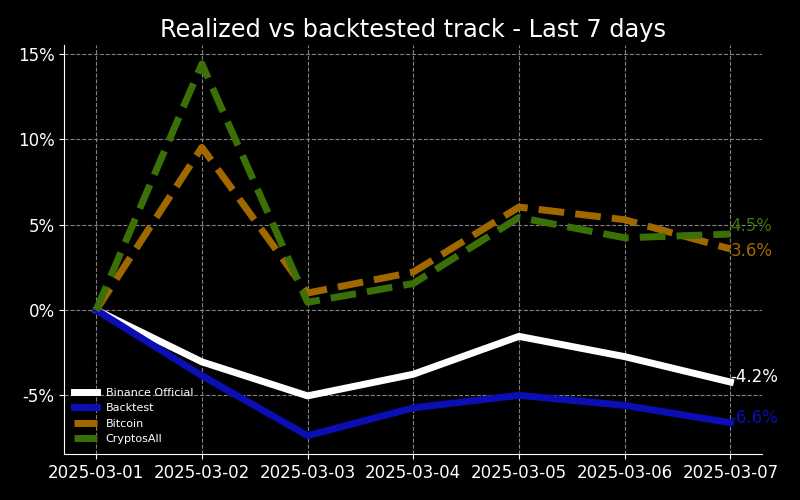 Realized vs backtested track - Last 7 days
15%
10%
5%
0%
-5%
4.5%
3.6%
-4.2%
-6.6%
Binance Official
Backtest
Bitcoin
CryptosAll
2025-03-01 2025-03-02 2025-03-03 2025-03-04 2025-03-05 2025-03-06 2025-03-07